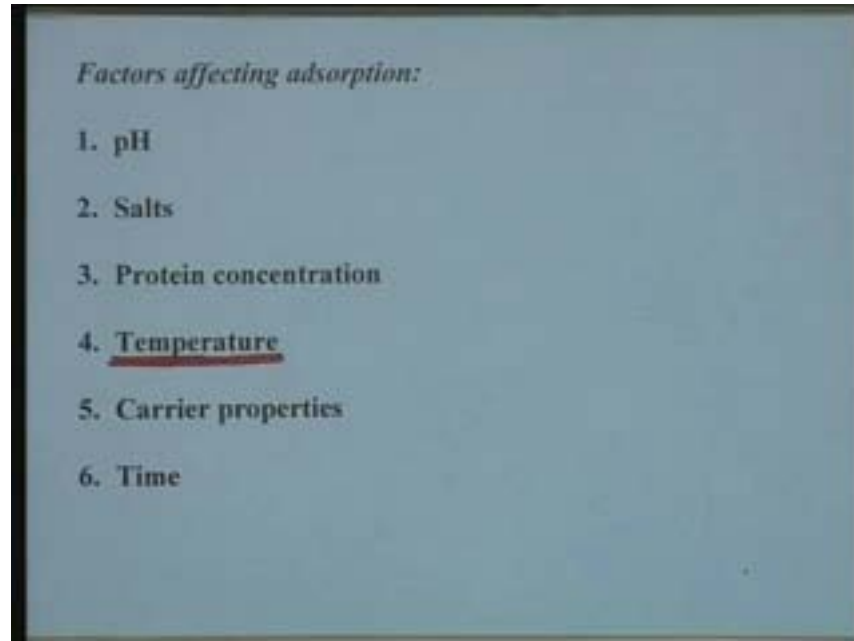 Factors affecting adsorption:
1. pH
2. Salts
3. Protein concentration
4. Temperature
5. Carrier properties
6. Time